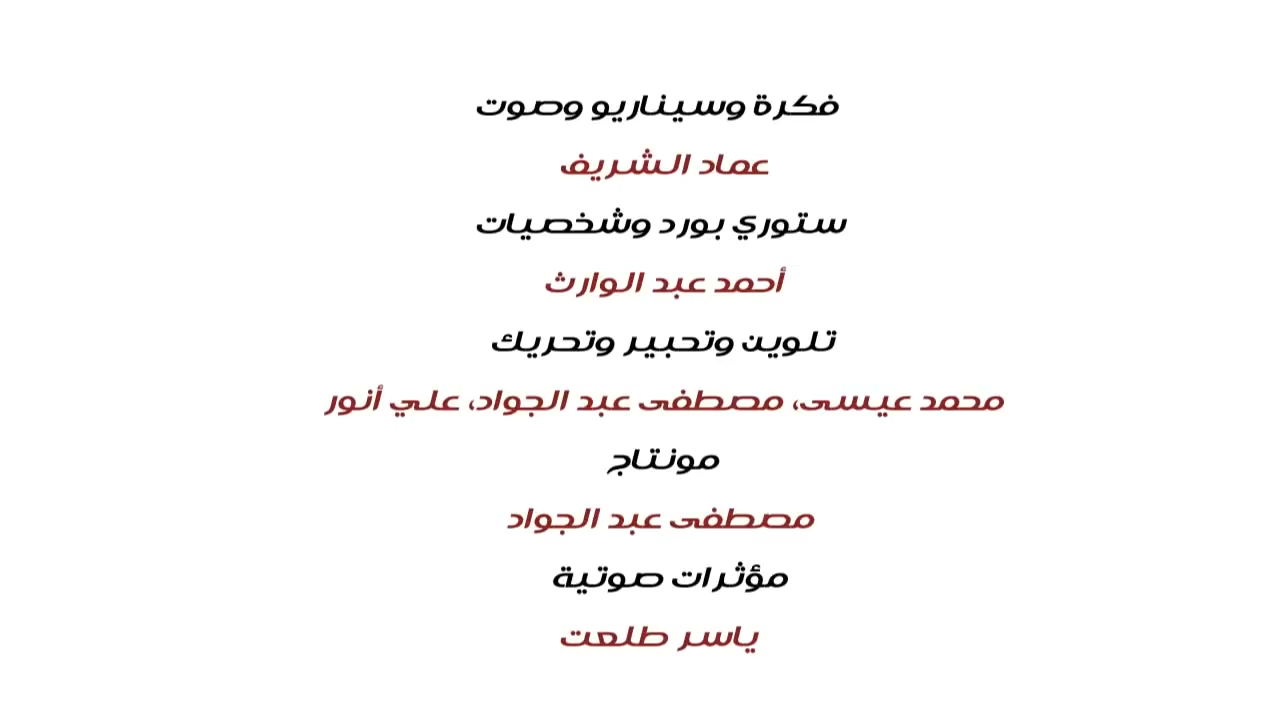 فكرة وسيناريو وصوت
عماد الشريف
ستوري بورد وشخصيات
أحمد عبد الوارث
تلوين وتحبير وتحريك
محمد عيسى، مصطفى عبد الجواد، علي أنور
مونتاج
مصطفى عبد الجواد
مؤثرات صوتية
ياسر طلعت